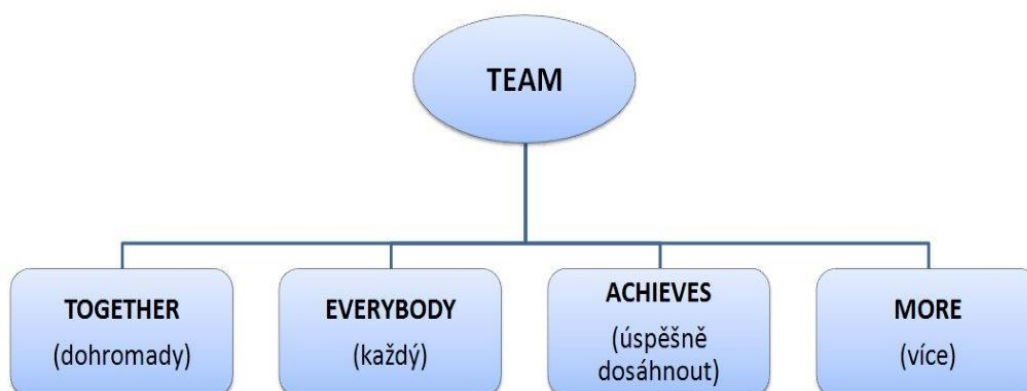 TEAM
TOGETHER
(dohromady)
EVERYBODY
(každý)
ACHIEVES
(úspěšně
dosáhnout)
MORE
(více)